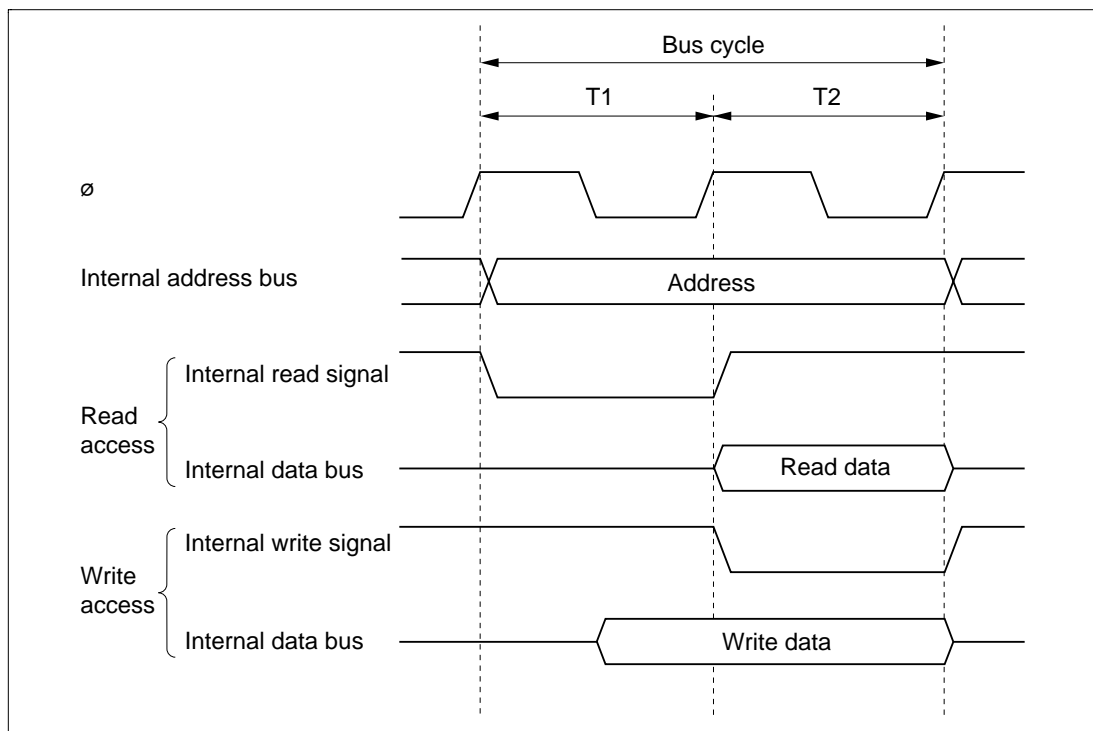 Bus cycle
T1
T2
ø
Internal address bus
Address
Read
access
Internal read signal
Internal data bus
Read data
Write
access
Internal write signal
Internal data bus
Write data